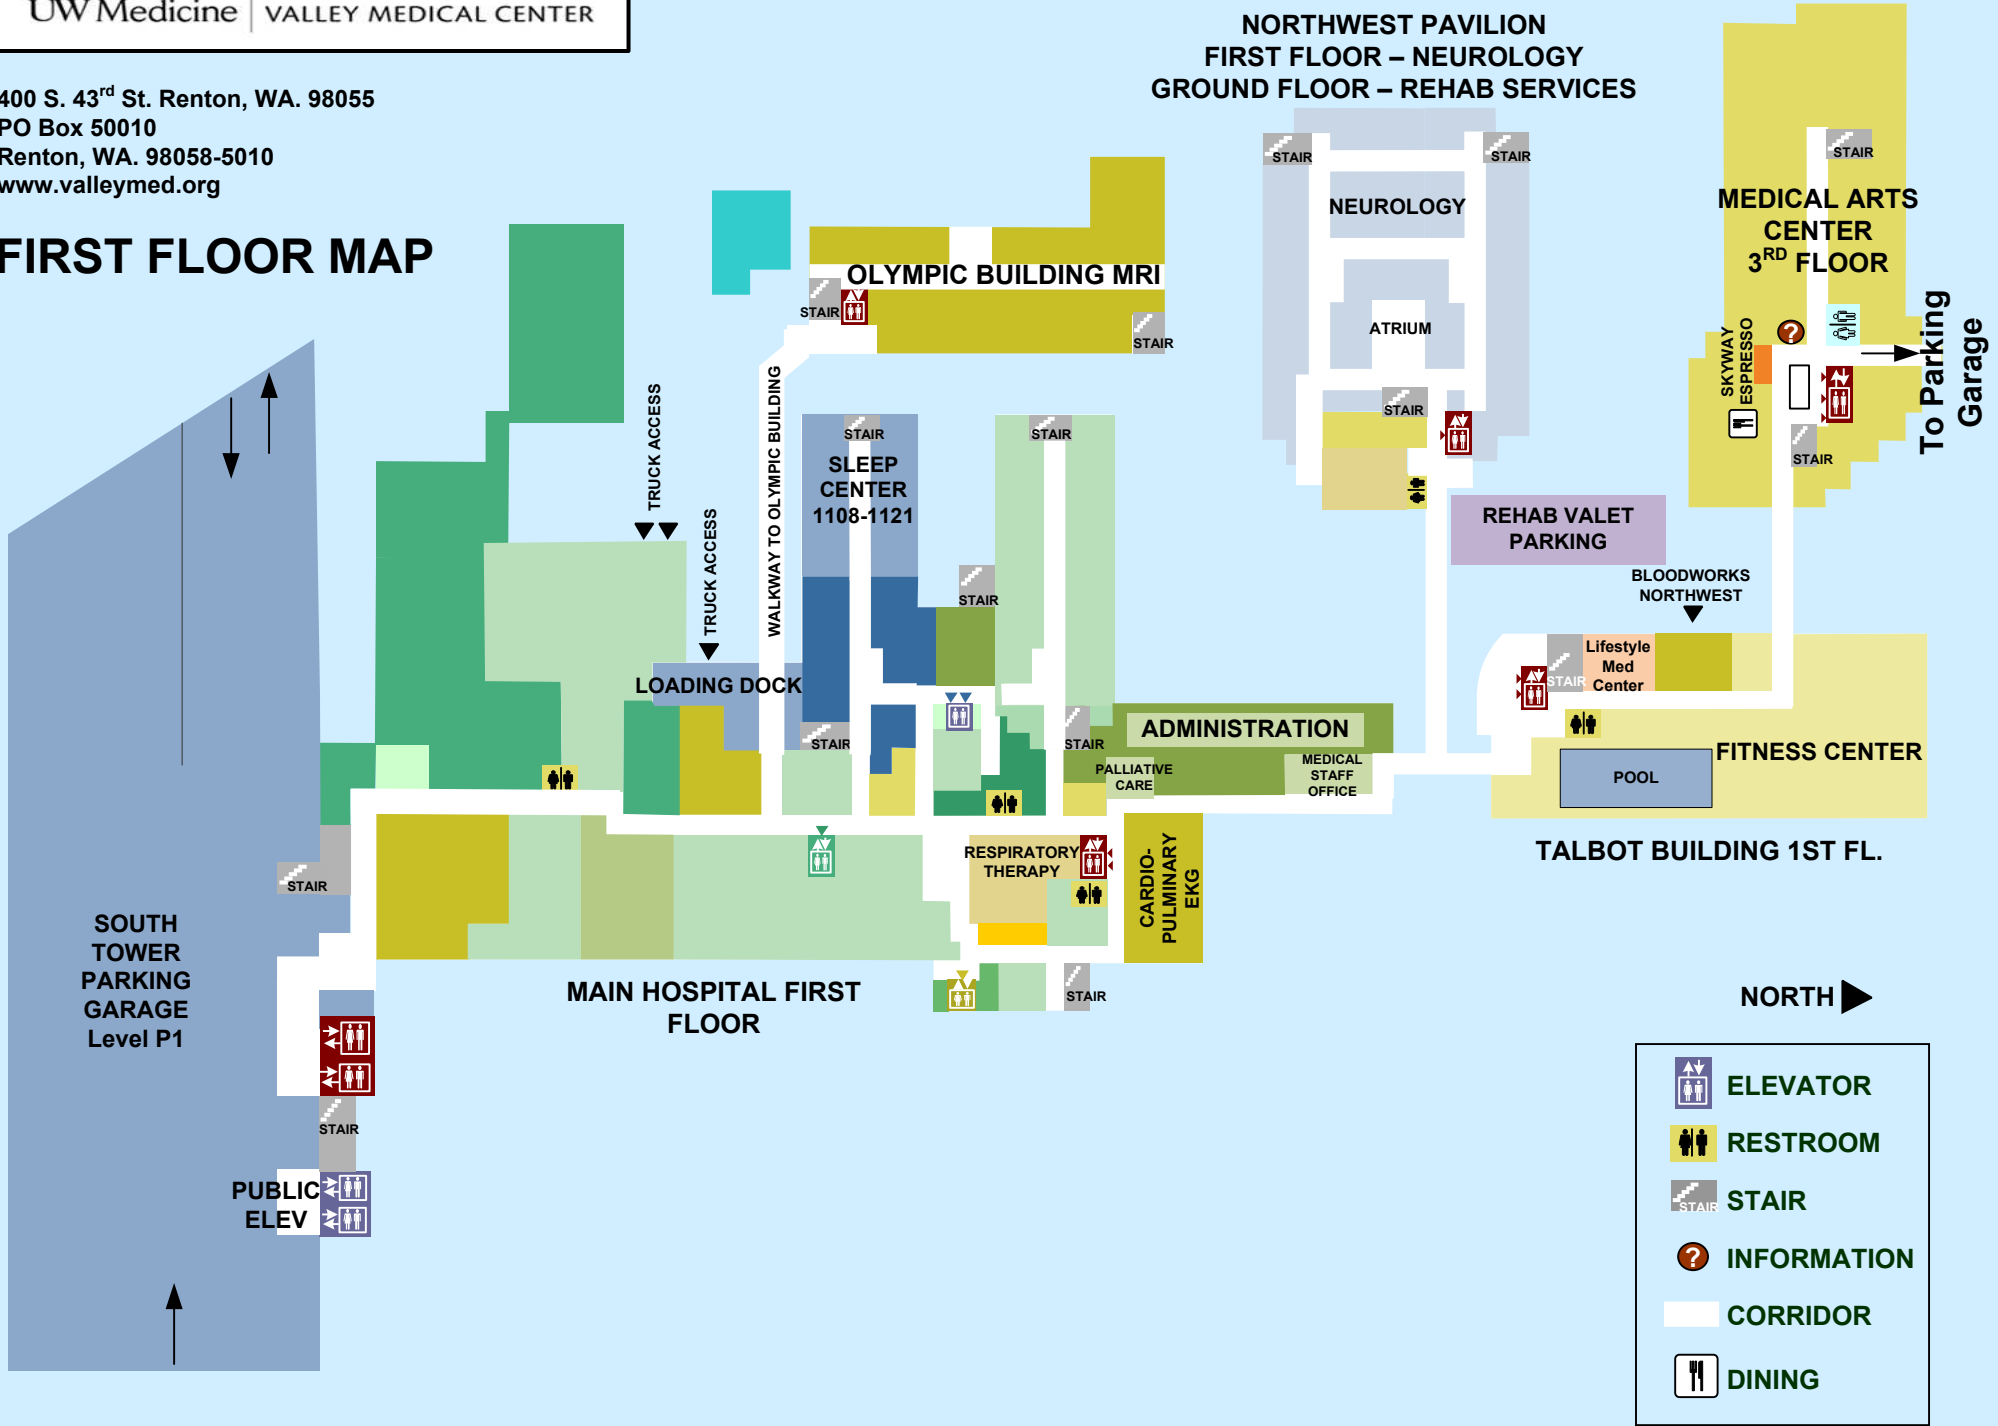 UW Medicine | VALLEY MEDICAL CENTER
400 S. 43rd St. Renton, WA. 98055
PO Box 50010
Renton, WA. 98058-5010
www.valleymed.org
FIRST FLOOR MAP
NORTHWEST PAVILION
FIRST FLOOR – NEUROLOGY
GROUND FLOOR – REHAB SERVICES
STAIR
STAIR
NEUROLOGY
ATRIUM
STAIR
STAIR
MEDICAL ARTS
CENTER
3RD FLOOR
?
SKYWAY
ESPRESSO
STAIR
To Parking
Garage
OLYMPIC BUILDING MRI
STAIR
STAIR
WALKWAY TO OLYMPIC BUILDING
TRUCK ACCESS
TRUCK ACCESS
STAIR
SLEEP
CENTER
1108-1121
STAIR
STAIR
REHAB VALET
PARKING
BLOODWORKS
NORTHWEST
Lifestyle
Med
Center
STAIR
LOADING DOCK
STAIR
STAIR
ADMINISTRATION
PALLIATIVE
CARE
MEDICAL
STAFF
OFFICE
FITNESS CENTER
POOL
TALBOT BUILDING 1ST FL.
RESPIRATORY
THERAPY
CARDIO-
PULMINARY
EKG
STAIR
STAIR
SOUTH
TOWER
PARKING
GARAGE
Level P1
MAIN HOSPITAL FIRST
FLOOR
STAIR
PUBLIC
ELEV
NORTH
ELEVATOR
RESTROOM
STAIR
STAIR
?
INFORMATION
CORRIDOR
DINING